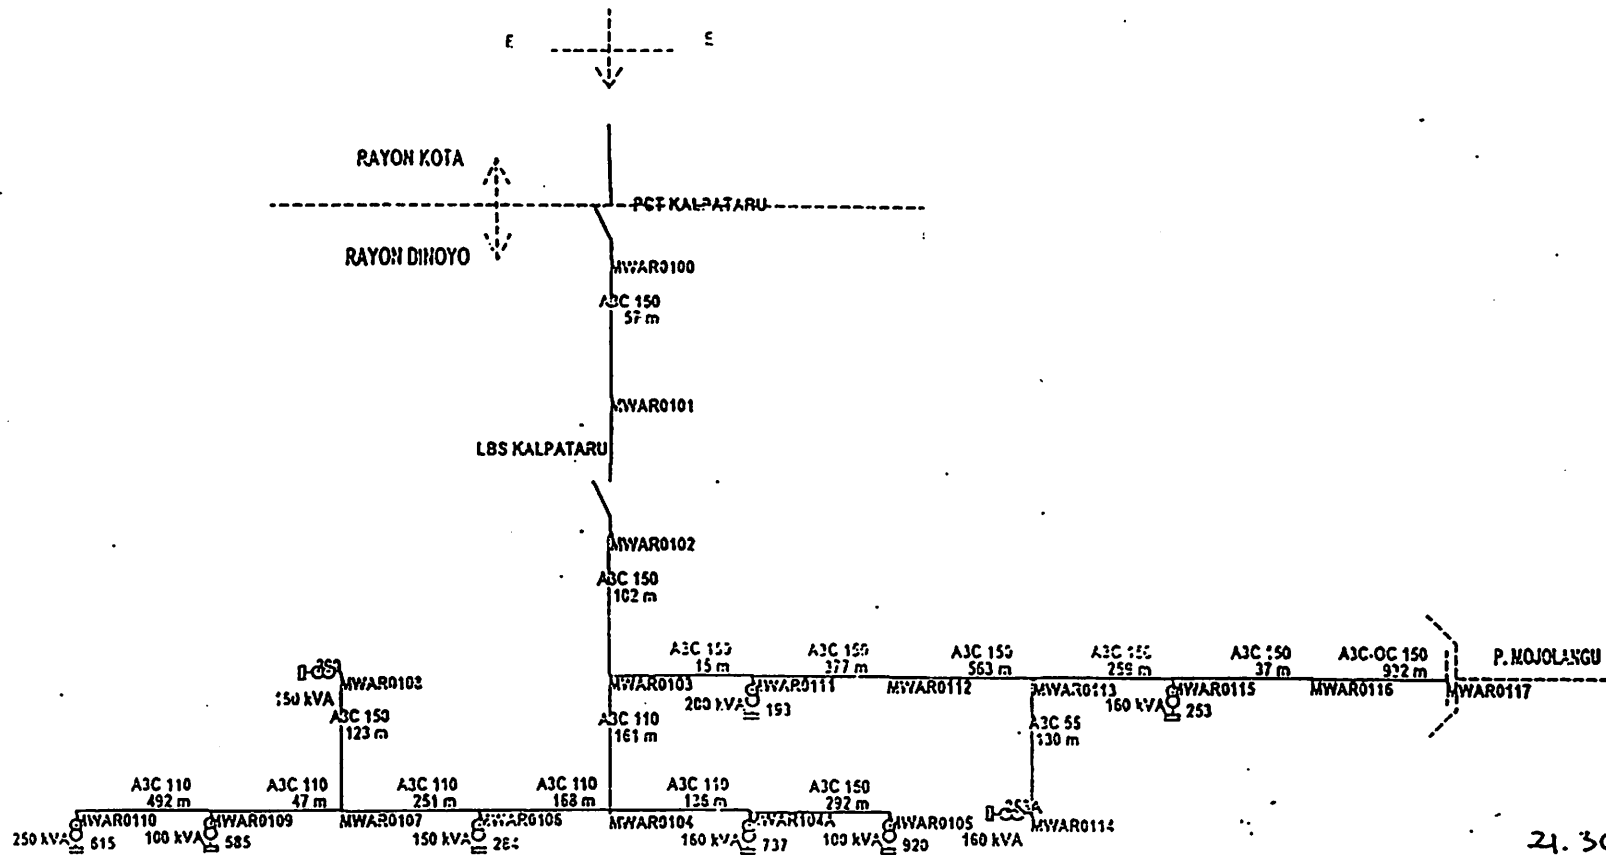 E S
RAYON KOTA
PCT KALPATARU
RAYON DINOYO
MWAR0100
A3C 150
57 m
MWAR0101
LBS KALPATARU
MWAR0102
A3C 150
102 m
A3C 150 A3C 150 A3C 150 A3C 150 A3C 150 A3C-OC 150
15 m 377 m 563 m 259 m 37 m 932 m
P. MOJOLANGU
MWAR0103 MWAR0111 MWAR0112 MWAR0113 MWAR0115 MWAR0116 MWAR0117
200 kVA 193 160 kVA 253
150 kVA
A3C 150
123 m
A3C 110
161 m
A3C 55
130 m
A3C 110 A3C 110 A3C 110 A3C 110 A3C 110 A3C 150
492 m 47 m 251 m 168 m 292 m
253A
MWAR0110 MWAR0109 MWAR0107 MWAR0106 MWAR0104 MWAR104A MWAR0105 MWAR0114
250 kVA 615 100 kVA 585 150 kVA 160 kVA 737 100 kVA 920 160 kVA